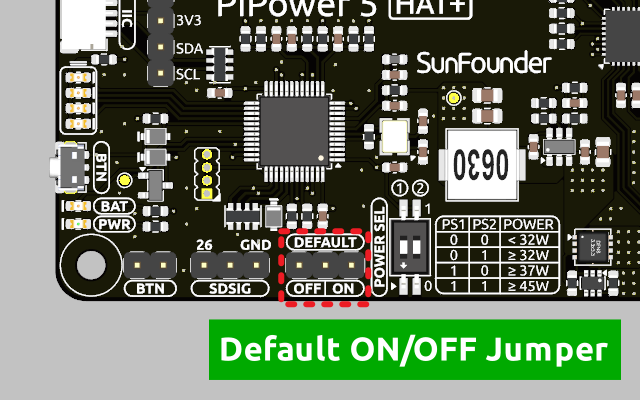 PiPower 5 HAT+
IIC
3V3
SDA
SCL
SunFounder
BTN
0630
BAT
PWR
① ②
1
POWER SEL
0
PS1 PS2 POWER
0 0 < 32W
0 1 ≥ 32W
1 0 ≥ 37W
1 1 ≥ 45W
26 GND
DEFAULT
BTN
SDSIG
OFF ON
Default ON/OFF Jumper